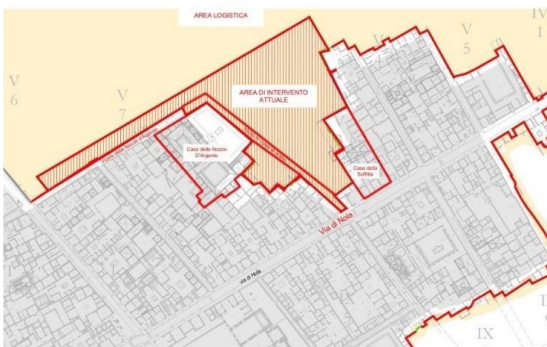 AREA LOGISTICA
IV
1
V
5
V
6
V
7
V
AREA DI INTERVENTO
ATTUALE
Casa delle Nozze
D'Argento
Casa della
Soffitta
Via di Nola
via di Nola
IX